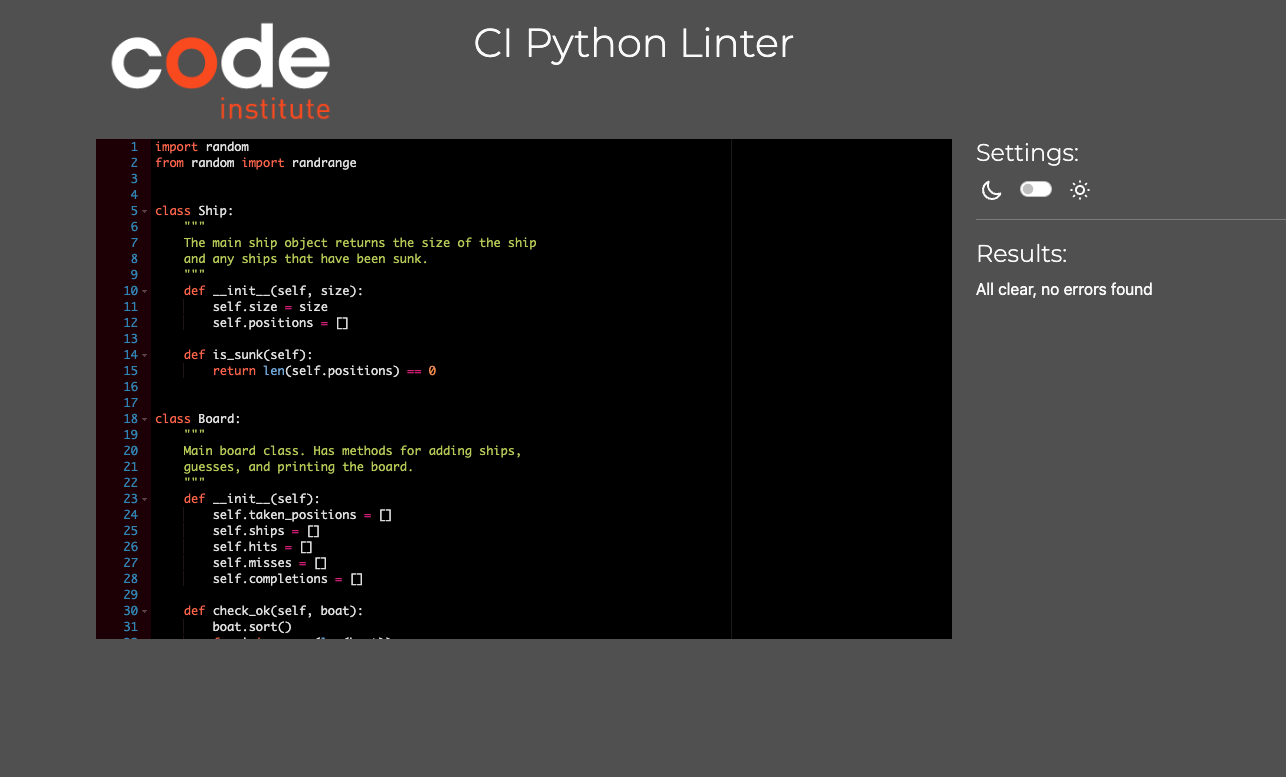 code
institute
CI Python Linter
1 import random
2 from random import randrange
3
4
5 class Ship:
6     """
7     The main ship object returns the size of the ship
8     and any ships that have been sunk.
9     """
10     def __init__(self, size):
11         self.size = size
12         self.positions = []
13
14     def is_sunk(self):
15         return len(self.positions) == 0
16
17
18 class Board:
19     """
20     Main board class. Has methods for adding ships,
21     guesses, and printing the board.
22     """
23     def __init__(self):
24         self.taken_positions = []
25         self.ships = []
26         self.hits = []
27         self.misses = []
28         self.completions = []
29
30     def check_ok(self, boat):
31         boat.sort()
Settings:
Results:
All clear, no errors found